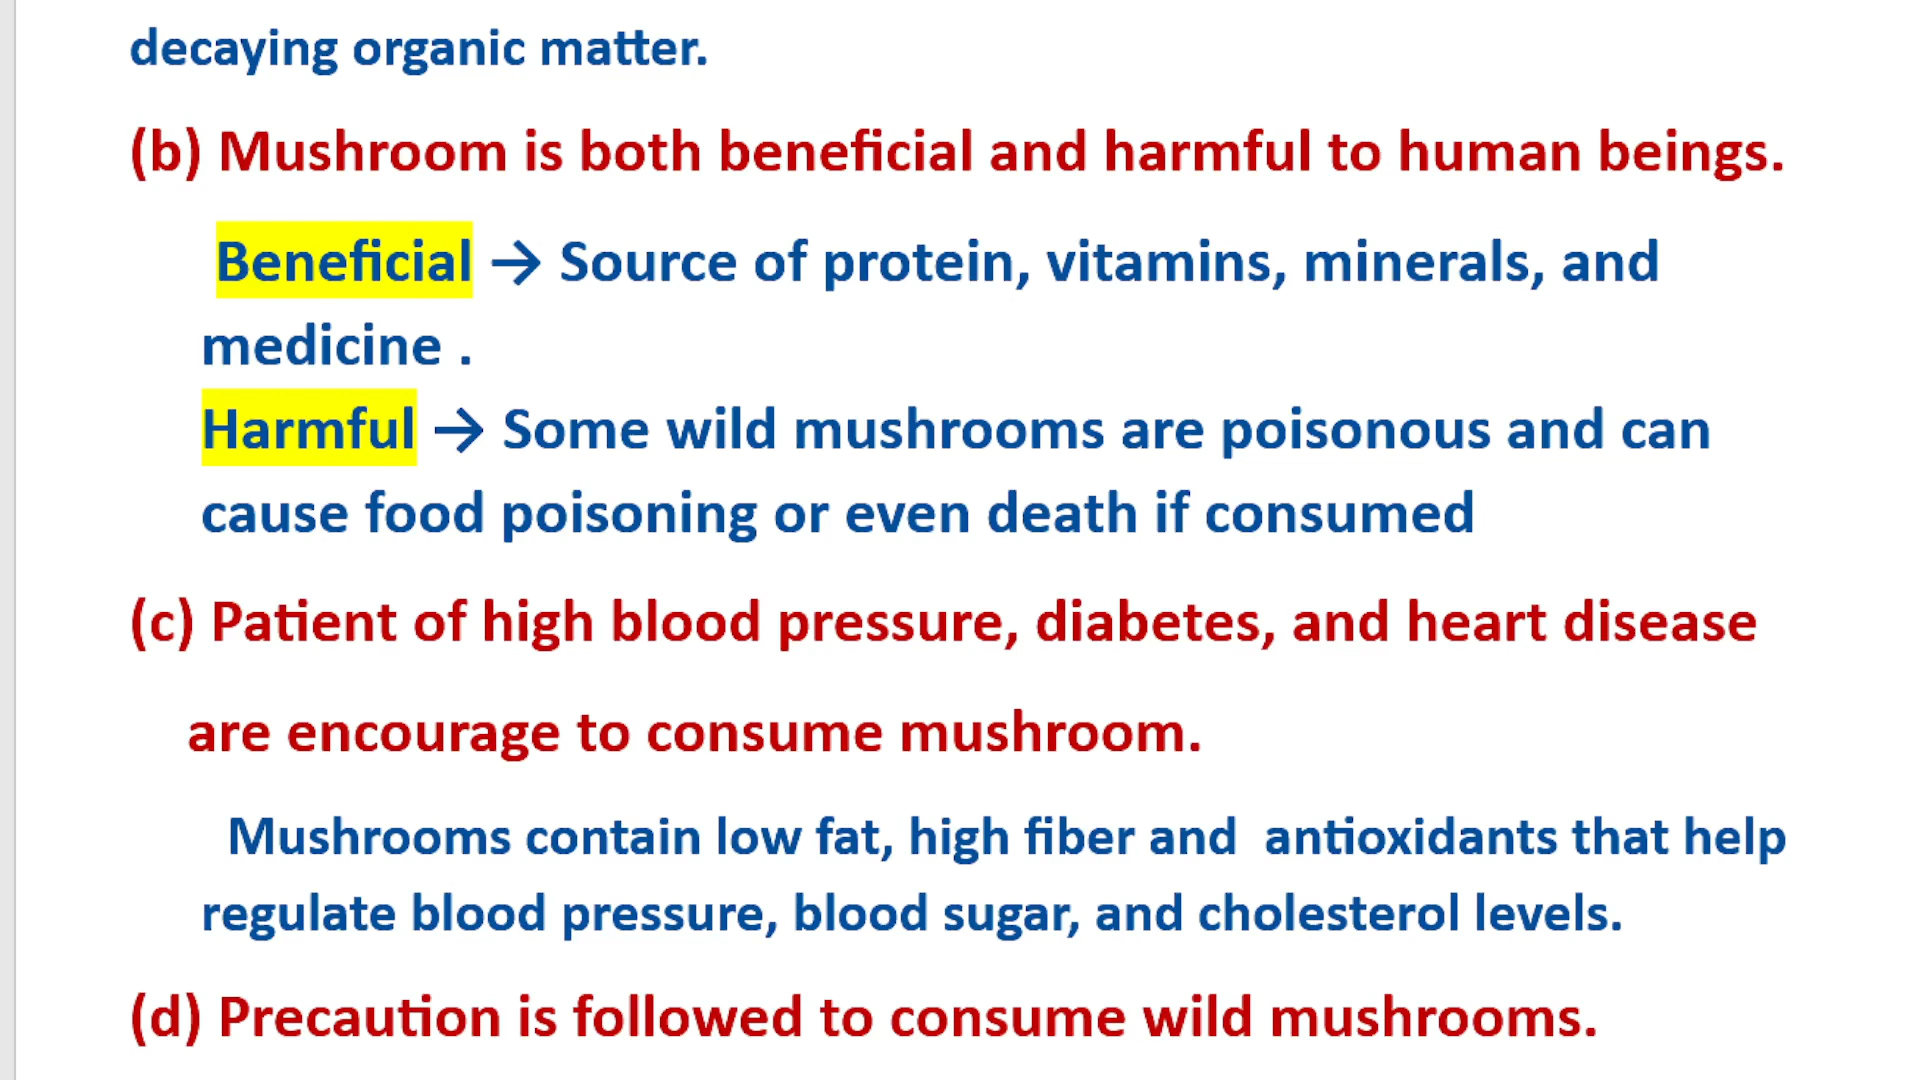 decaying organic matter.
(b) Mushroom is both beneficial and harmful to human beings.
Beneficial → Source of protein, vitamins, minerals, and
medicine .
Harmful → Some wild mushrooms are poisonous and can
cause food poisoning or even death if consumed
(c) Patient of high blood pressure, diabetes, and heart disease
are encourage to consume mushroom.
Mushrooms contain low fat, high fiber and  antioxidants that help
regulate blood pressure, blood sugar, and cholesterol levels.
(d) Precaution is followed to consume wild mushrooms.